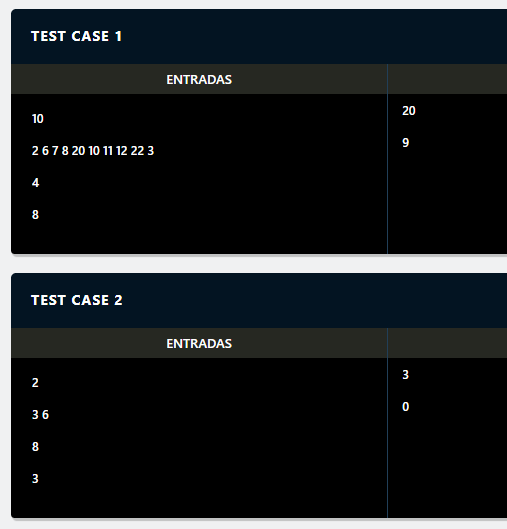 TEST CASE 1
ENTRADAS
10
2 6 7 8 20 10 11 12 22 3
4
8
20
9
TEST CASE 2
ENTRADAS
2
3 6
8
3
3
0